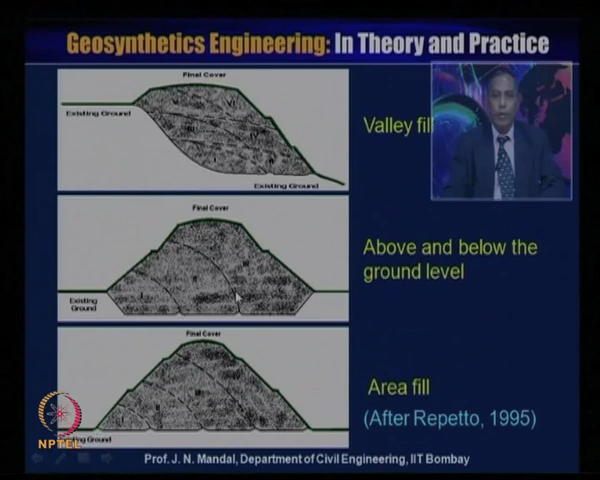 Geosynthetics Engineering: In Theory and Practice
Final Cover
Existing Ground
Existing Ground
Valley fill
Final Cover
Existing
Ground
Above and below the
ground level
Final Cover
Ground
Area fill
(After Repetto, 1995)
NPTEL
Prof. J. N. Mandal, Department of Civil Engineering, IIT Bombay